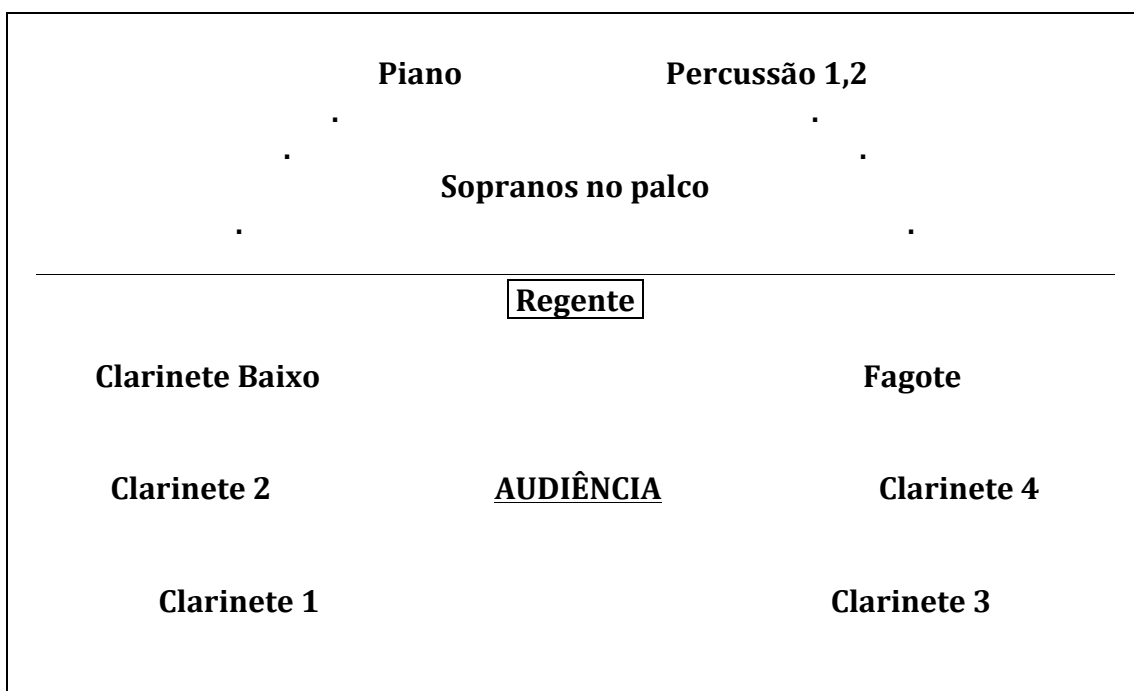 Piano Percussão 1,2
Sopranos no palco
Regente
Clarinete Baixo Fagote
Clarinete 2 AUDIÊNCIA Clarinete 4
Clarinete 1 Clarinete 3